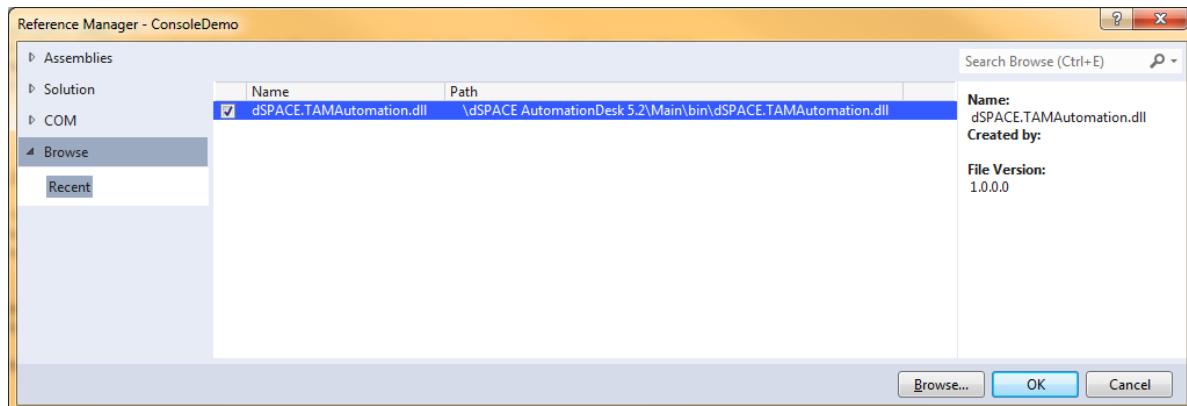 Reference Manager - ConsoleDemo
Assemblies
Solution
COM
Browse
Recent
Name Path
dSPACE.TAMAutomation.dll \dSPACE AutomationDesk 5.2\Main\bin\dSPACE.TAMAutomation.dll
Search Browse (Ctrl+E)
Name:
dSPACE.TAMAutomation.dll
Created by:
File Version:
1.0.0.0
Browse... OK Cancel